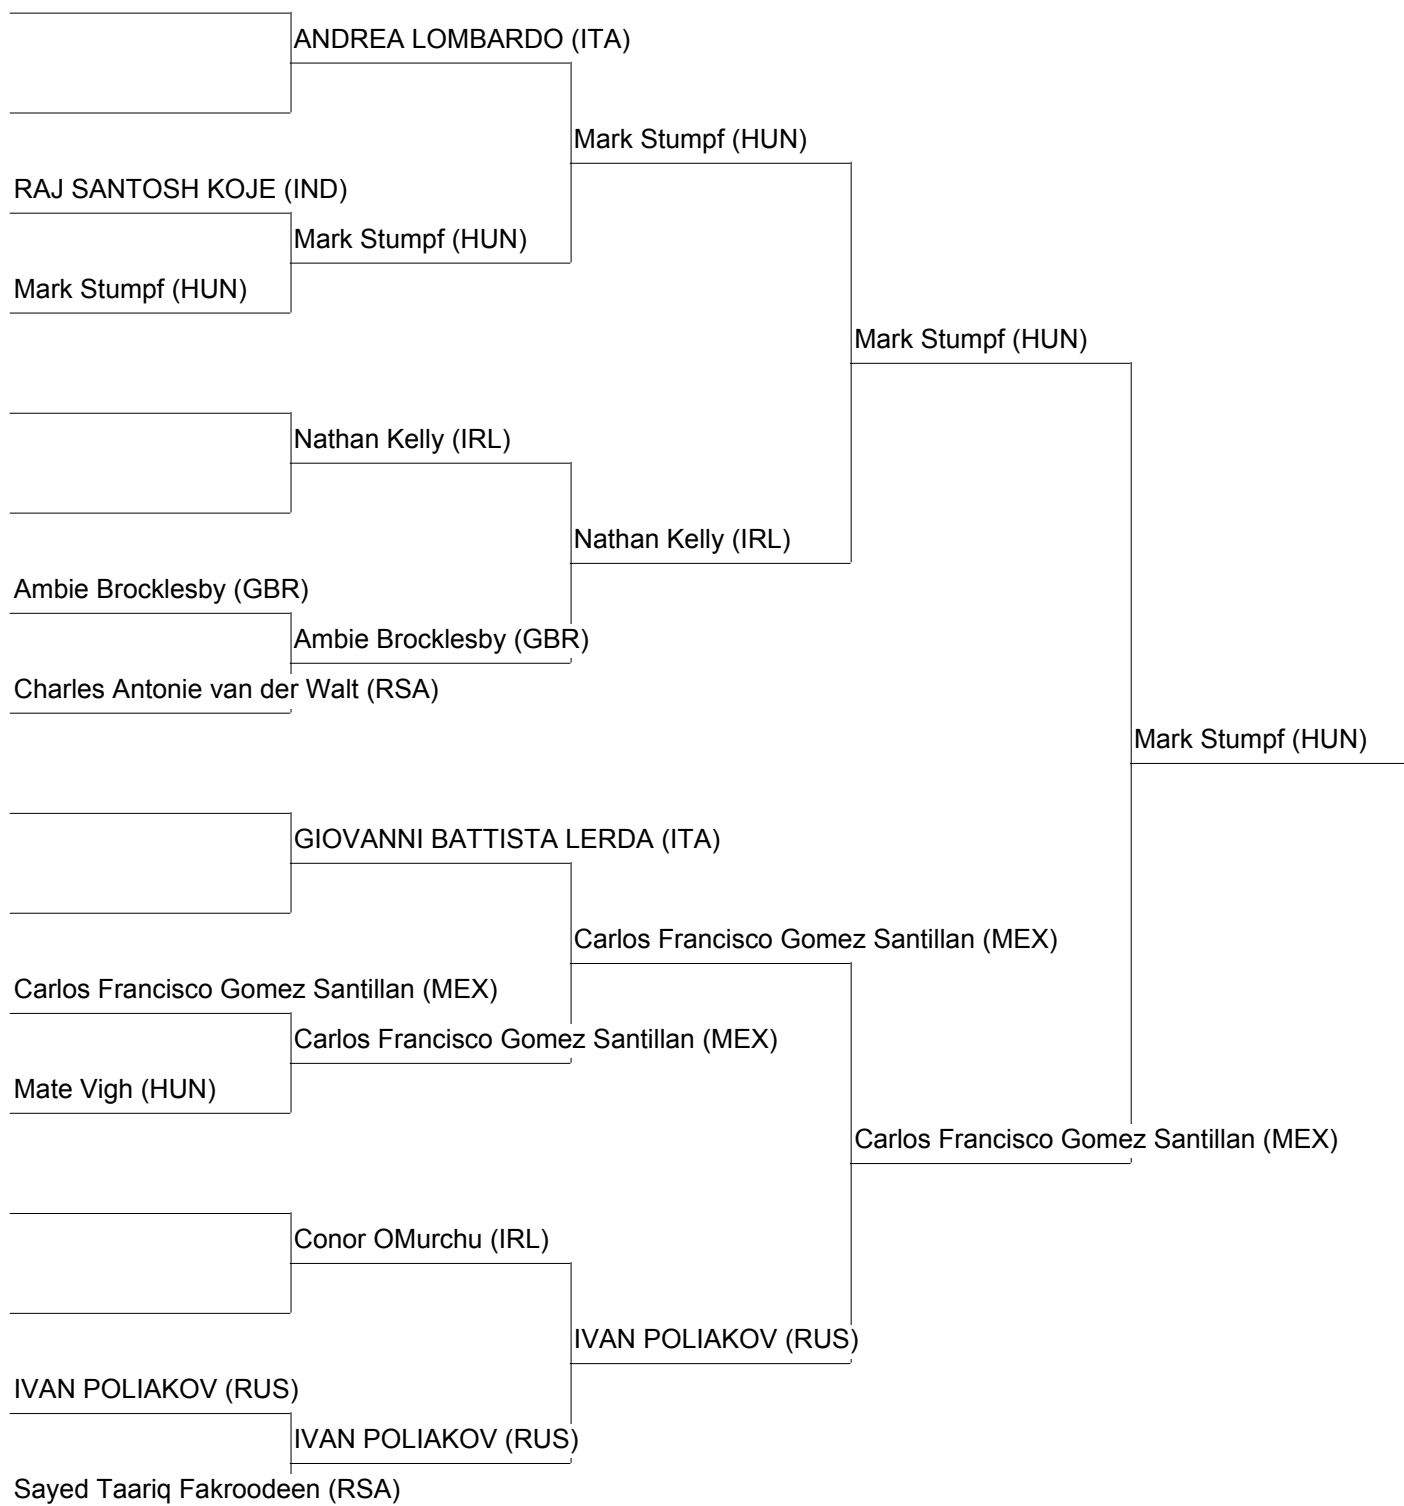 ANDREA LOMBARDO (ITA)
Mark Stumpf (HUN)
RAJ SANTOSH KOJE (IND)
Mark Stumpf (HUN)
Mark Stumpf (HUN)
Mark Stumpf (HUN)
Nathan Kelly (IRL)
Nathan Kelly (IRL)
Ambie Brocklesby (GBR)
Ambie Brocklesby (GBR)
Charles Antonie van der Walt (RSA)
Mark Stumpf (HUN)
GIOVANNI BATTISTA LERDA (ITA)
Carlos Francisco Gomez Santillan (MEX)
Carlos Francisco Gomez Santillan (MEX)
Carlos Francisco Gomez Santillan (MEX)
Mate Vigh (HUN)
Carlos Francisco Gomez Santillan (MEX)
Conor OMurchu (IRL)
IVAN POLIAKOV (RUS)
IVAN POLIAKOV (RUS)
IVAN POLIAKOV (RUS)
Sayed Taariq Fakroodeen (RSA)